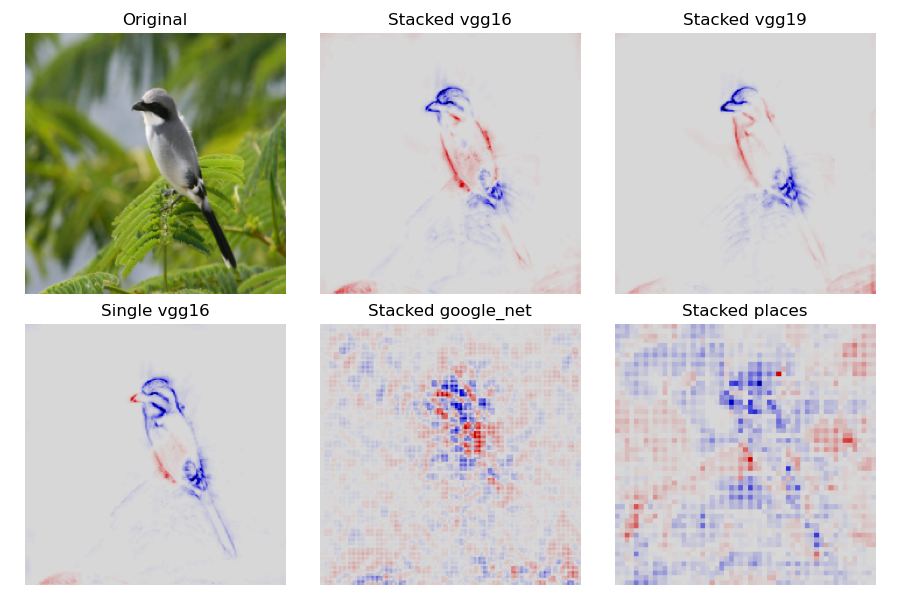 Original
Stacked vgg16
Stacked vgg19
Single vgg16
Stacked google_net
Stacked places